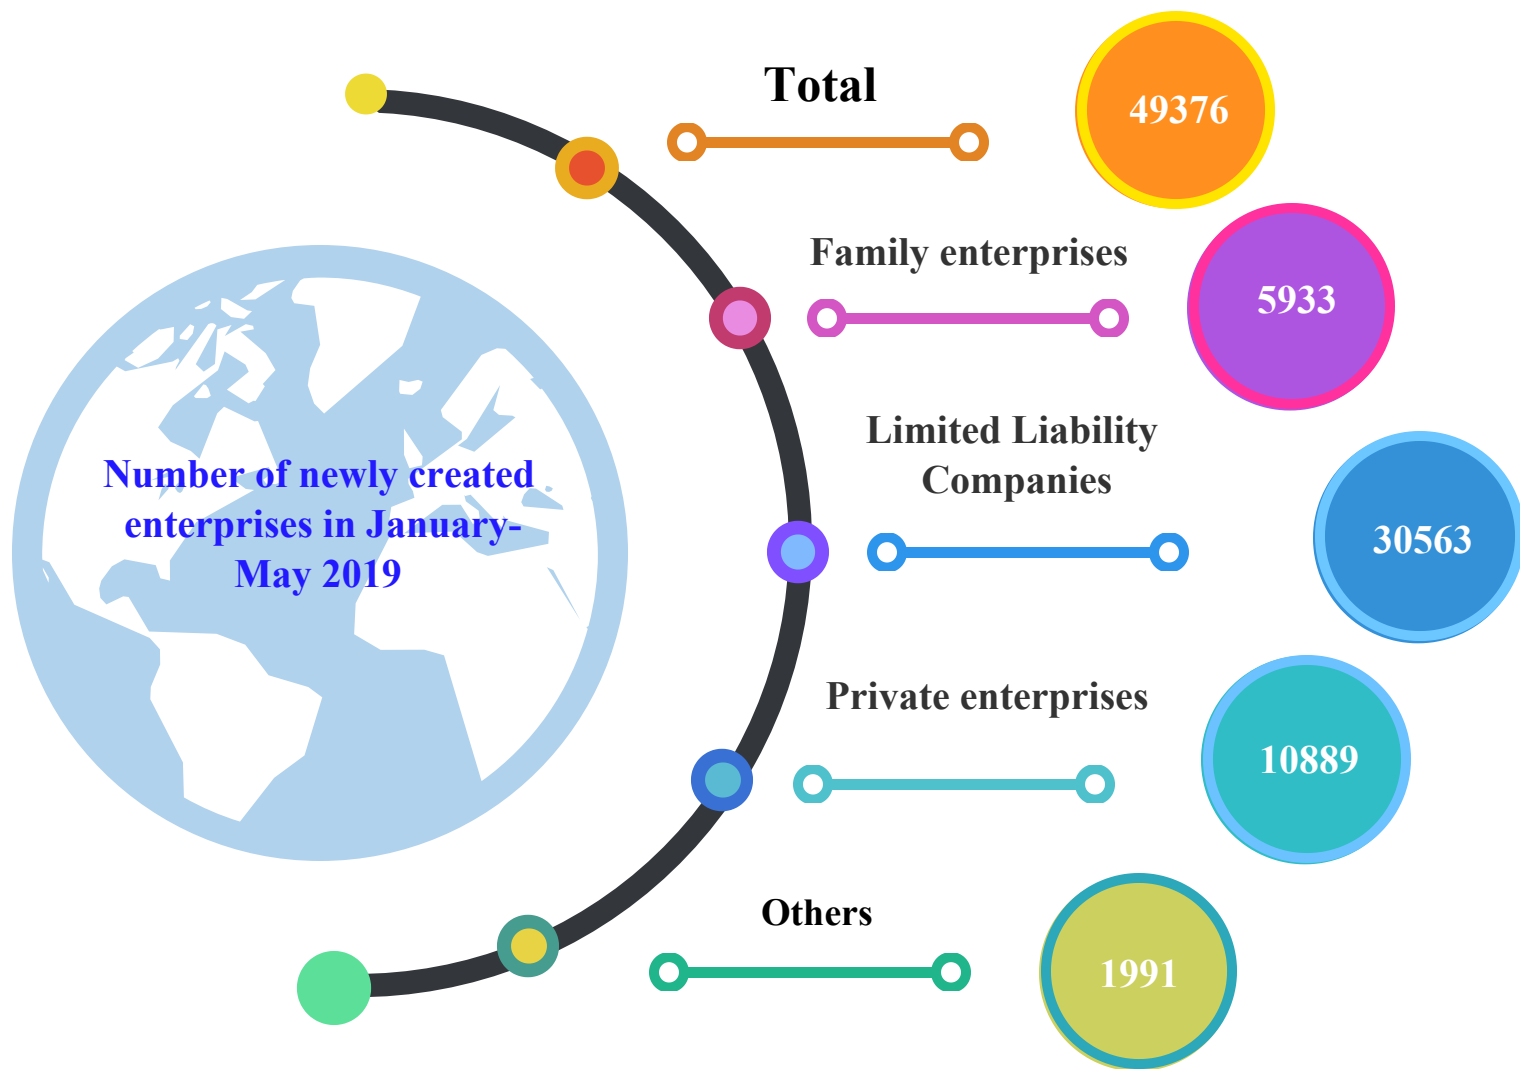 Total
49376
Family enterprises
5933
Limited Liability
Companies
30563
Number of newly created
enterprises in January-
May 2019
Private enterprises
10889
Others
1991